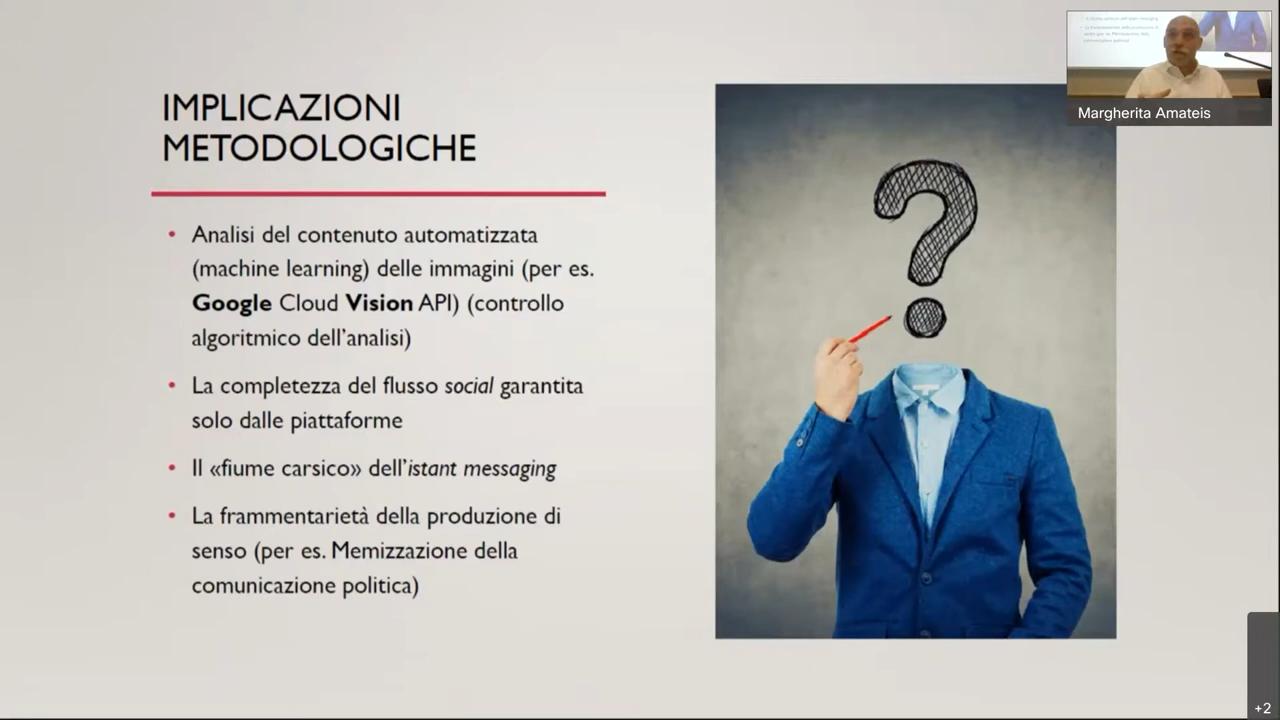 IMPLICAZIONI
METODOLOGICHE
• Analisi del contenuto automatizzata
(machine learning) delle immagini (per es.
Google Cloud Vision API) (controllo
algoritmico dell’analisi)
• La completezza del flusso social garantita
solo dalle piattaforme
• Il «fiume carsico» dell’istant messaging
• La frammentarietà della produzione di
senso (per es. Memizzazione della
comunicazione politica)
Margherita Amateis
+2